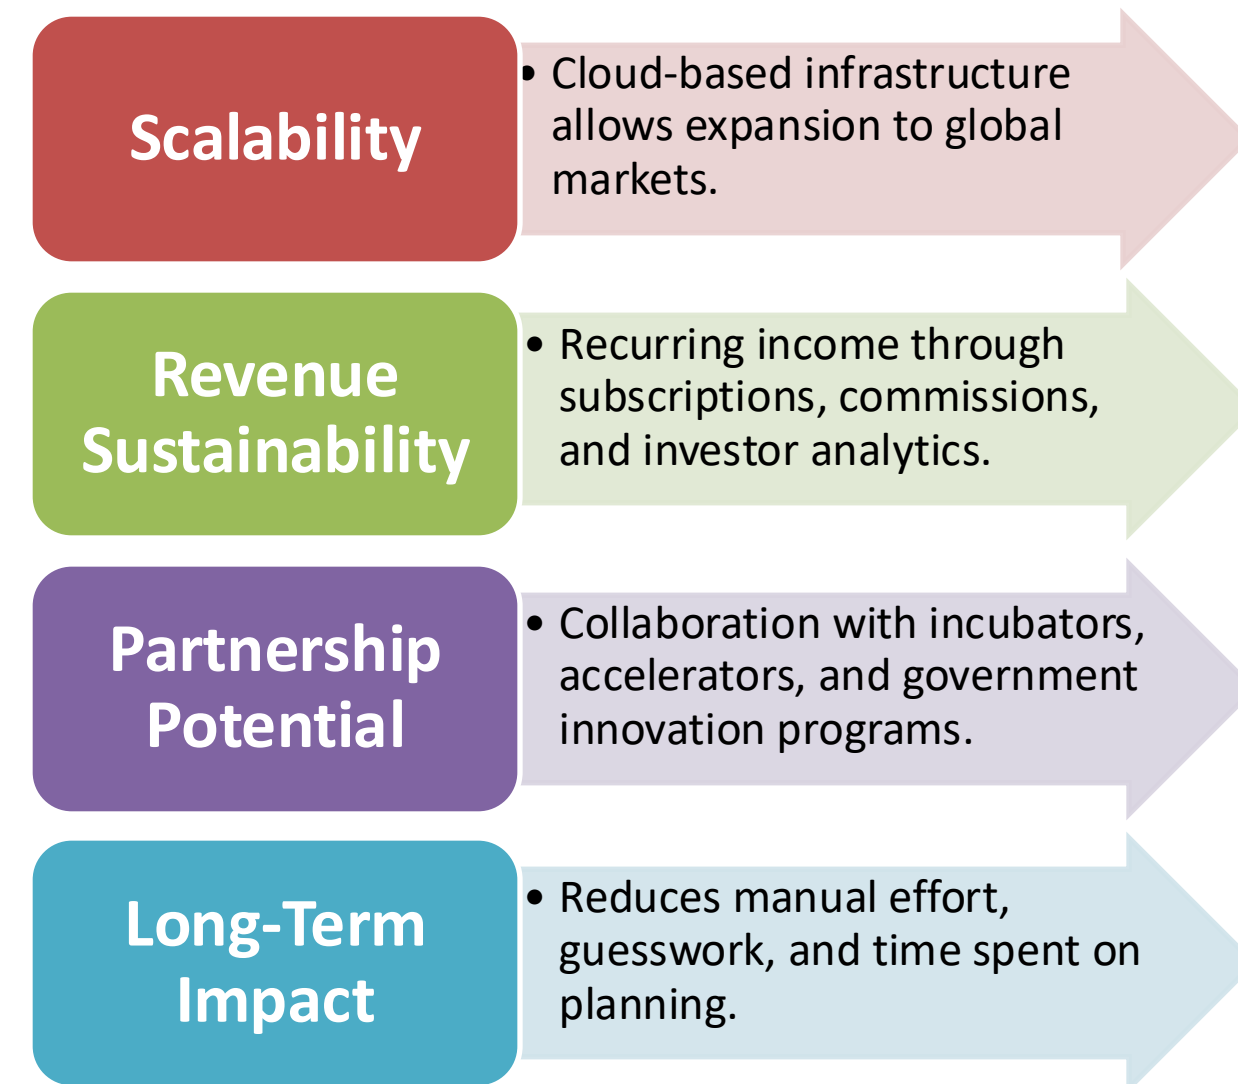 Scalability
• Cloud-based infrastructure
allows expansion to global
markets.
Revenue
Sustainability
• Recurring income through
subscriptions, commissions,
and investor analytics.
Partnership
Potential
• Collaboration with incubators,
accelerators, and government
innovation programs.
Long-Term
Impact
• Reduces manual effort,
guesswork, and time spent on
planning.